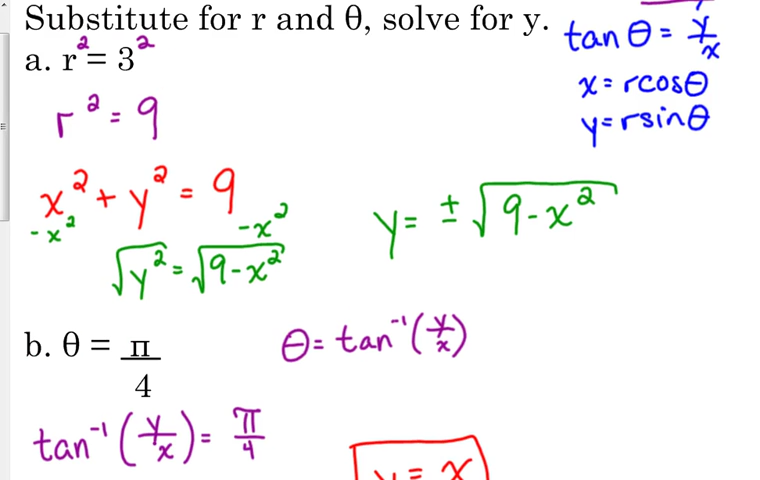 Substitute for r and θ, solve for y.
tan θ = y/x
a. r² = 3²
x = rcosθ
r² = 9
y = rsinθ
x² + y² = 9
-x² -x²
y = ± √(9 - x²)
√y² = √(9 - x²)
b. θ = π/4
θ = tan⁻¹(y/x)
tan⁻¹(y/x) = π/4
y = x